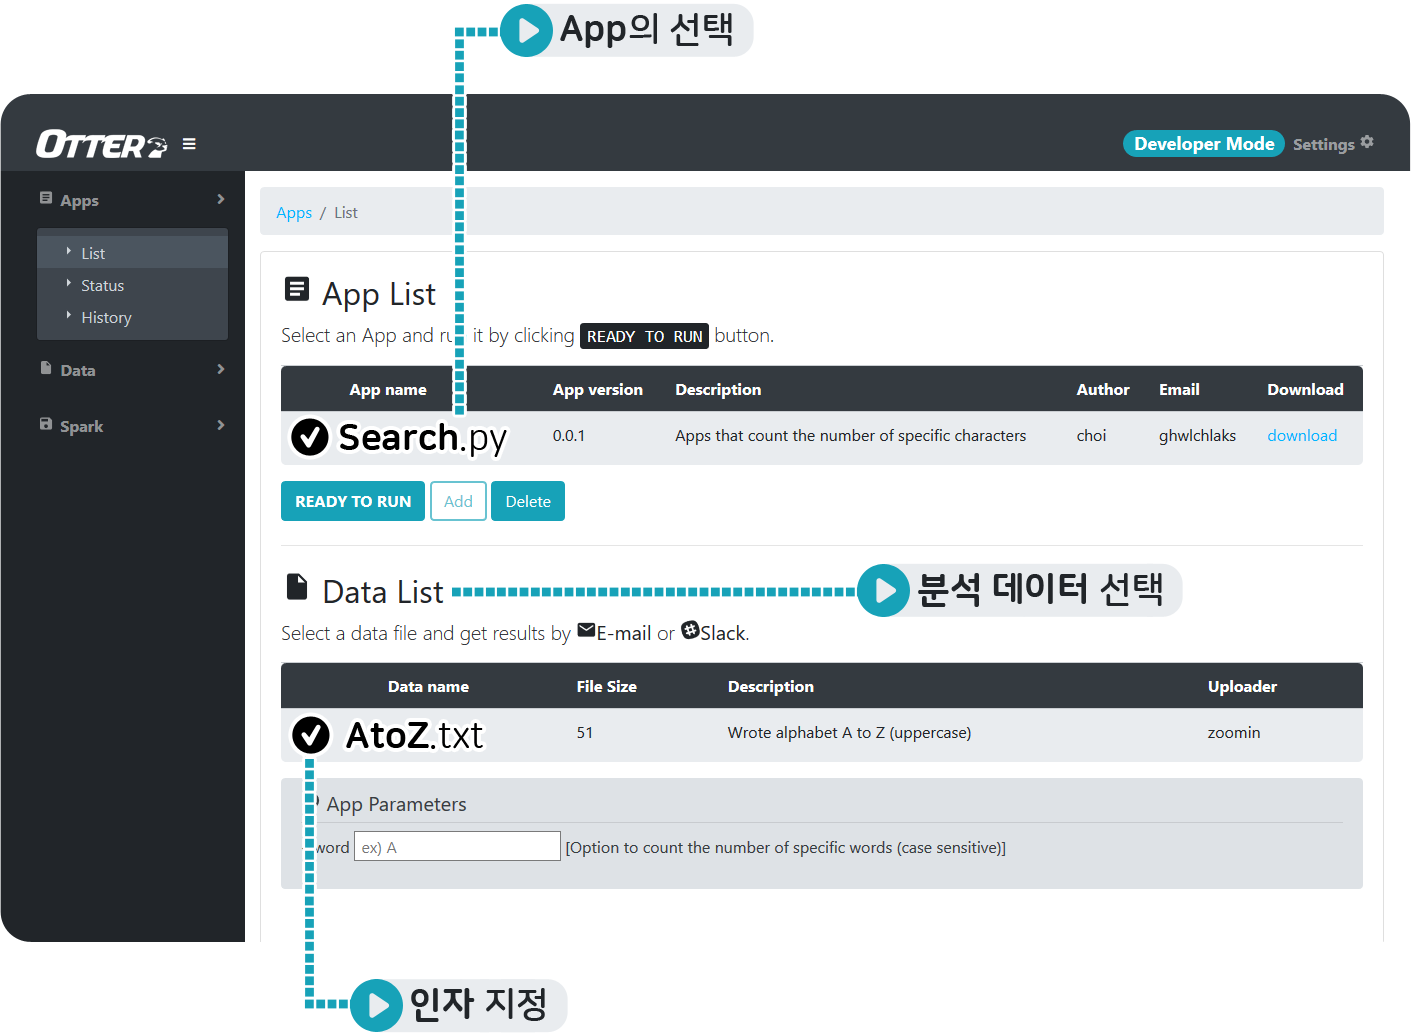 App의 선택
OTTER
Developer Mode Settings
Apps
List
Status
History
Data
Spark
Apps / List
App List
Select an App and ru it by clicking READY TO RUN button.
App name App version Description Author Email Download
Search.py 0.0.1 Apps that count the number of specific characters choi ghwlchlaks download
READY TO RUN Add Delete
Data List 분석 데이터 선택
Select a data file and get results by E-mail or Slack.
Data name File Size Description Uploader
AtoZ.txt 51 Wrote alphabet A to Z (uppercase) zoomin
App Parameters
word ex) A [Option to count the number of specific words (case sensitive)]
인자 지정